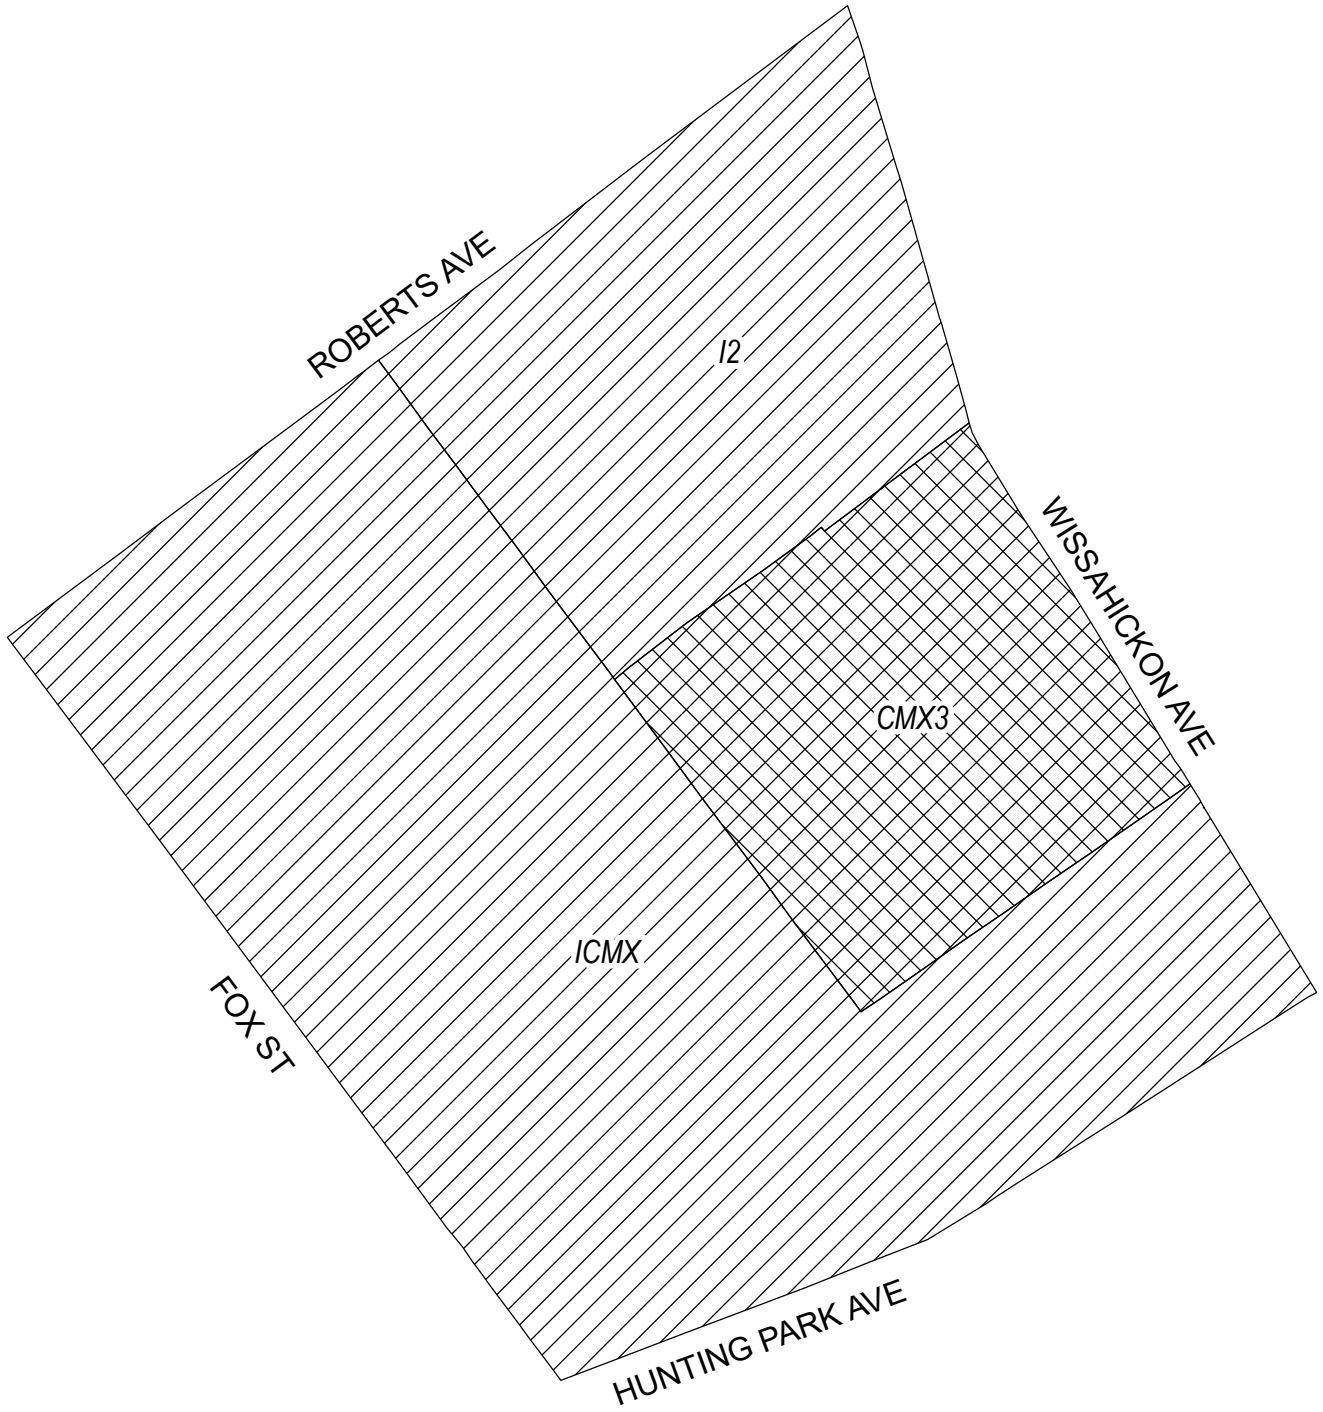 ROBERTS AVE
I2
WISSAHICKON AVE
CMX3
ICMX
FOX ST
HUNTING PARK AVE